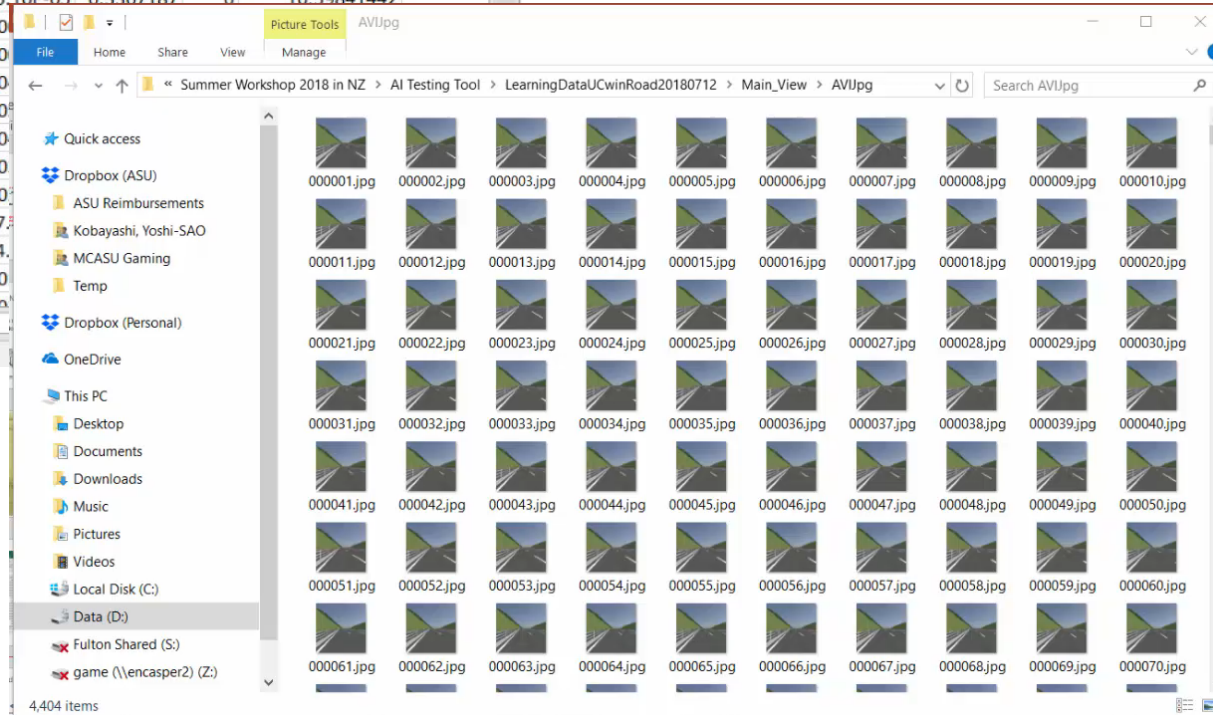 Picture Tools AVIJpg
File Home Share View Manage
« Summer Workshop 2018 in NZ > AI Testing Tool > LearningDataUCwinRoad20180712 > Main_View > AVIJpg Search AVIJpg
Quick access
Dropbox (ASU)
ASU Reimbursements
Kobayashi, Yoshi-SAO
MCASU Gaming
Temp
Dropbox (Personal)
OneDrive
This PC
Desktop
Documents
Downloads
Music
Pictures
Videos
Local Disk (C:)
Data (D:)
Fulton Shared (S:)
game (\\encasper2) (Z:)
000001.jpg 000002.jpg 000003.jpg 000004.jpg 000005.jpg 000006.jpg 000007.jpg 000008.jpg 000009.jpg 000010.jpg
000011.jpg 000012.jpg 000013.jpg 000014.jpg 000015.jpg 000016.jpg 000017.jpg 000018.jpg 000019.jpg 000020.jpg
000021.jpg 000022.jpg 000023.jpg 000024.jpg 000025.jpg 000026.jpg 000027.jpg 000028.jpg 000029.jpg 000030.jpg
000031.jpg 000032.jpg 000033.jpg 000034.jpg 000035.jpg 000036.jpg 000037.jpg 000038.jpg 000039.jpg 000040.jpg
000041.jpg 000042.jpg 000043.jpg 000044.jpg 000045.jpg 000046.jpg 000047.jpg 000048.jpg 000049.jpg 000050.jpg
000051.jpg 000052.jpg 000053.jpg 000054.jpg 000055.jpg 000056.jpg 000057.jpg 000058.jpg 000059.jpg 000060.jpg
000061.jpg 000062.jpg 000063.jpg 000064.jpg 000065.jpg 000066.jpg 000067.jpg 000068.jpg 000069.jpg 000070.jpg
4,404 items